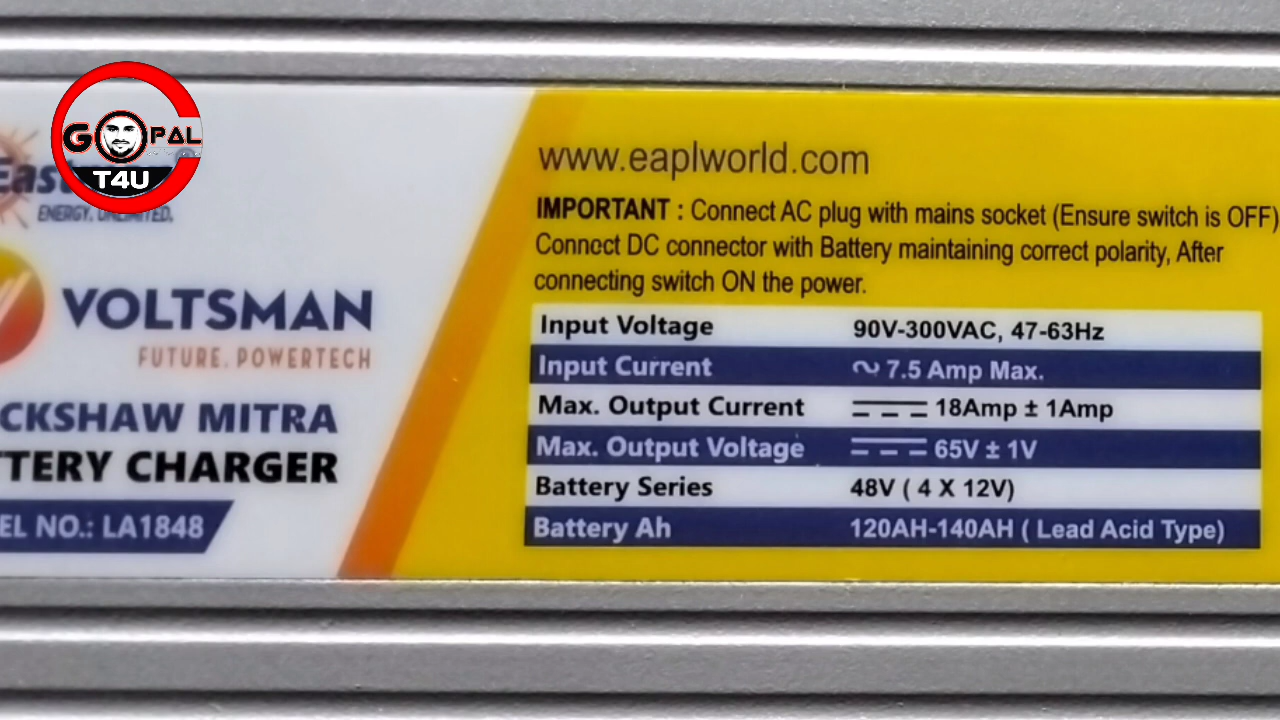 GOPAL
T4U
East
ENERGY. UNLIMITED.
VOLTSMAN
FUTURE. POWERTECH
CKSHAW MITRA
TTERY CHARGER
EL NO.: LA1848
www.eaplworld.com
IMPORTANT : Connect AC plug with mains socket (Ensure switch is OFF)
Connect DC connector with Battery maintaining correct polarity, After
connecting switch ON the power.
Input Voltage 90V-300VAC, 47-63Hz
Input Current ~ 7.5 Amp Max.
Max. Output Current ⎓ 18Amp ± 1Amp
Max. Output Voltage ⎓ 65V ± 1V
Battery Series 48V ( 4 X 12V)
Battery Ah 120AH-140AH ( Lead Acid Type)